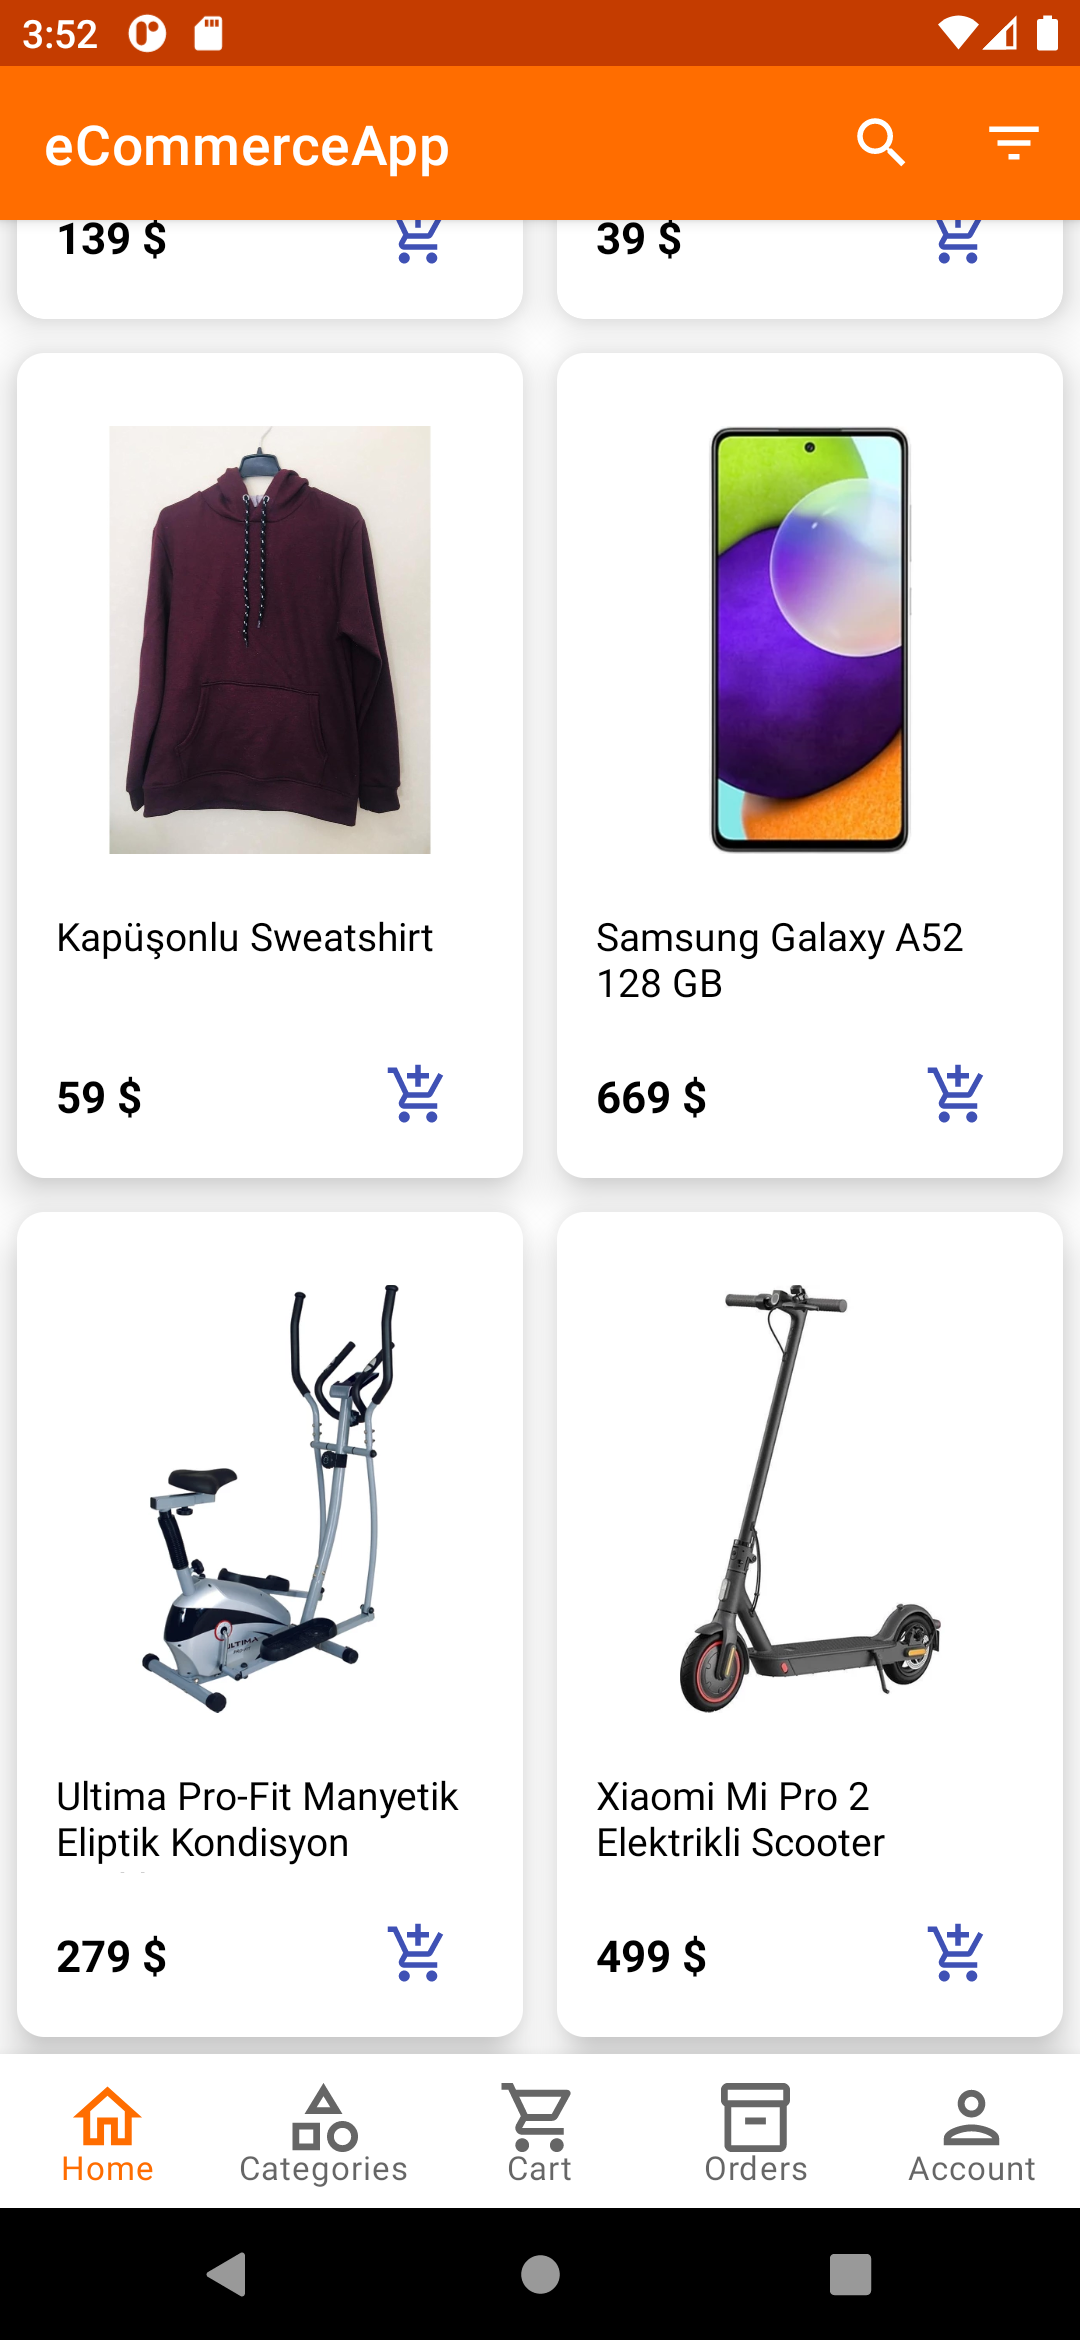 3:52
eCommerceApp
139 $
39 $
Kapüşonlu Sweatshirt
Samsung Galaxy A52
128 GB
59 $
669 $
ULTIMA
Ultima Pro-Fit Manyetik
Eliptik Kondisyon
Xiaomi Mi Pro 2
Elektrikli Scooter
279 $
499 $
Home
Categories
Cart
Orders
Account